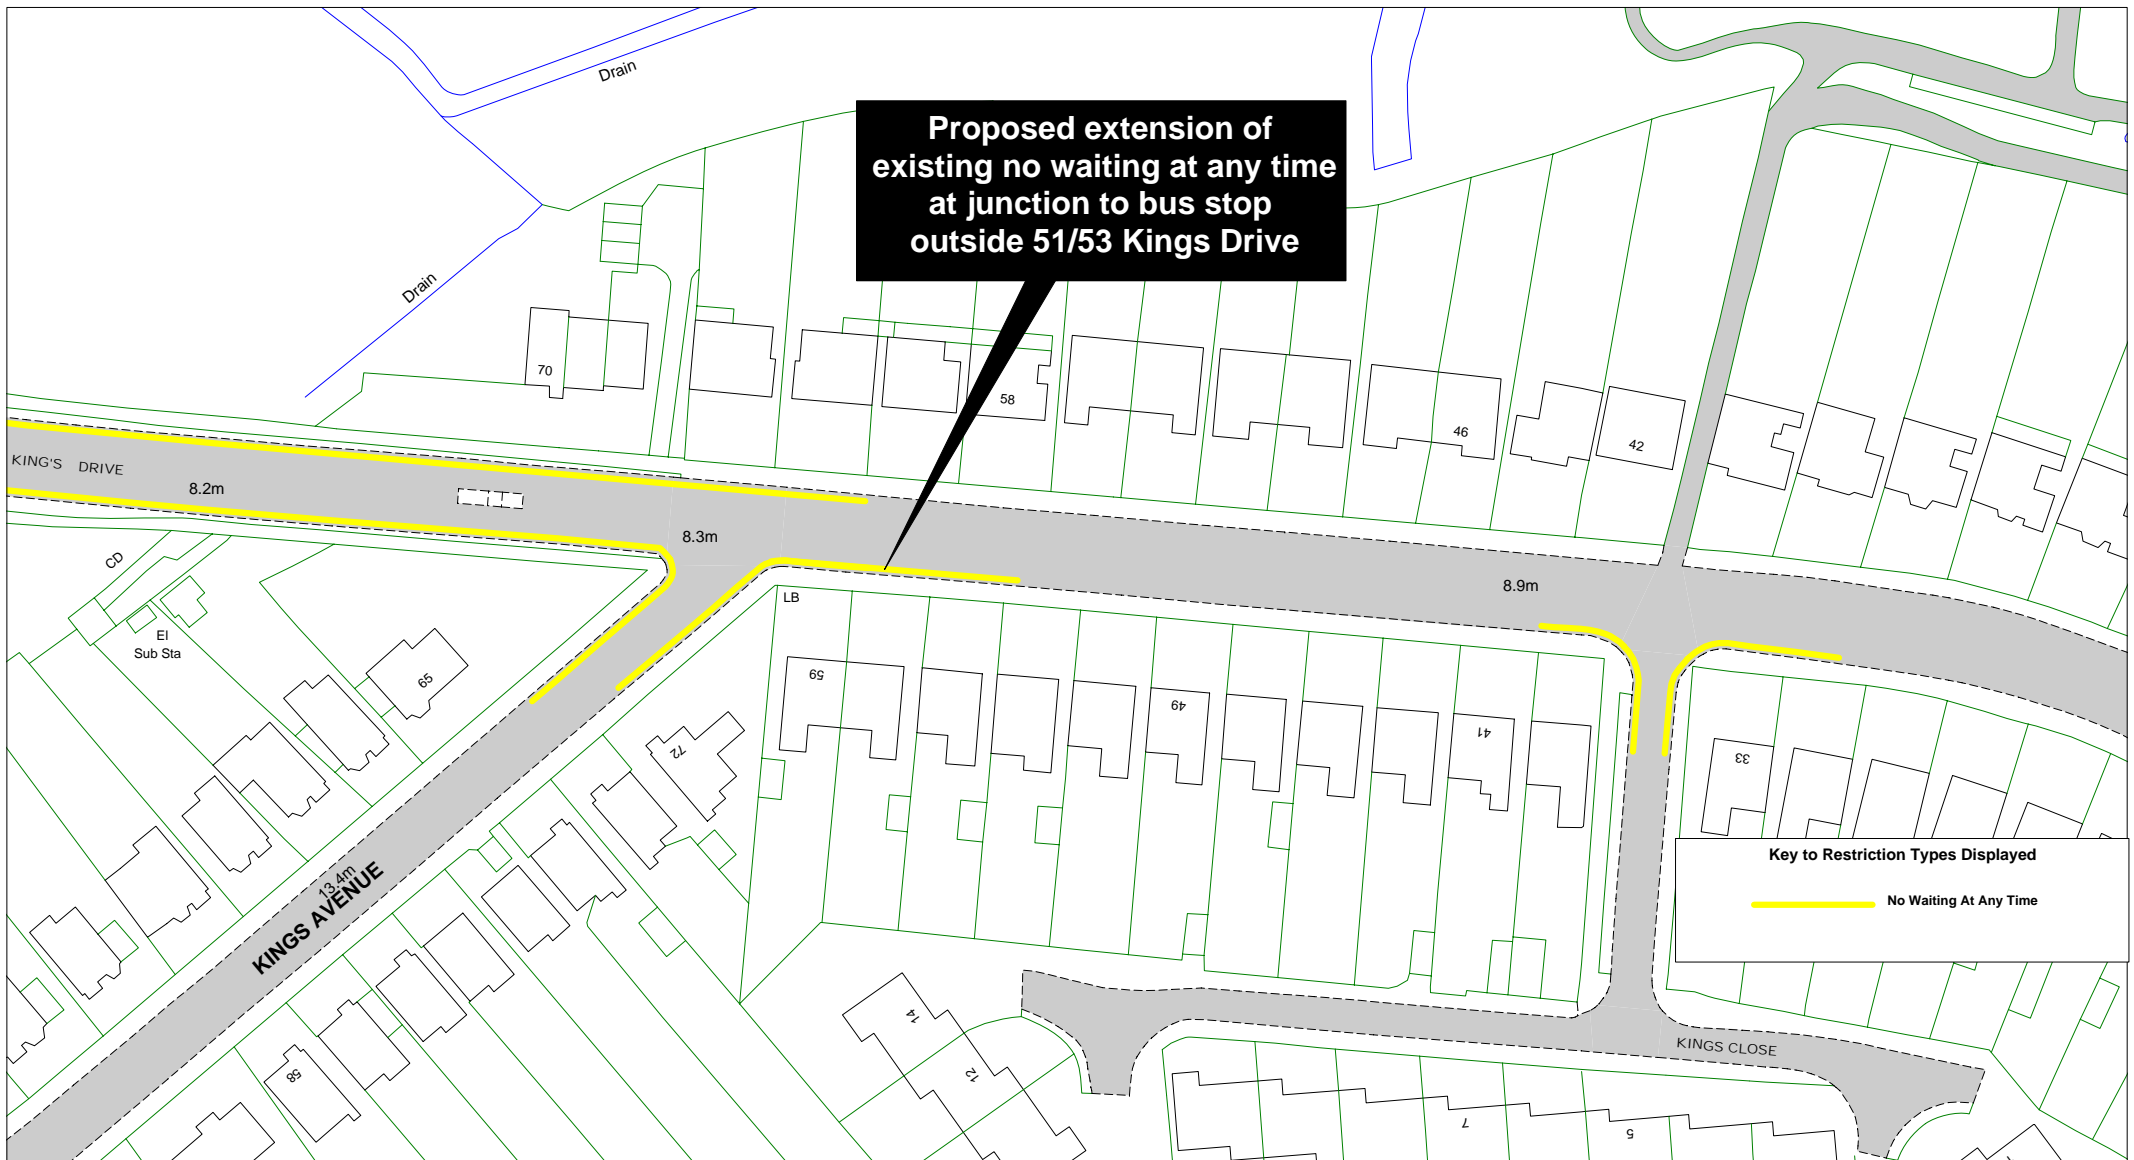 Drain
Proposed extension of
existing no waiting at any time
at junction to bus stop
outside 51/53 Kings Drive
Drain
70
58
46
42
KING'S DRIVE
8.2m
8.3m
8.9m
CD
LB
El
Sub Sta
65
59
49
41
72
33
Key to Restriction Types Displayed
No Waiting At Any Time
13.4m
KINGS AVENUE
14
12
58
KINGS CLOSE
7
5